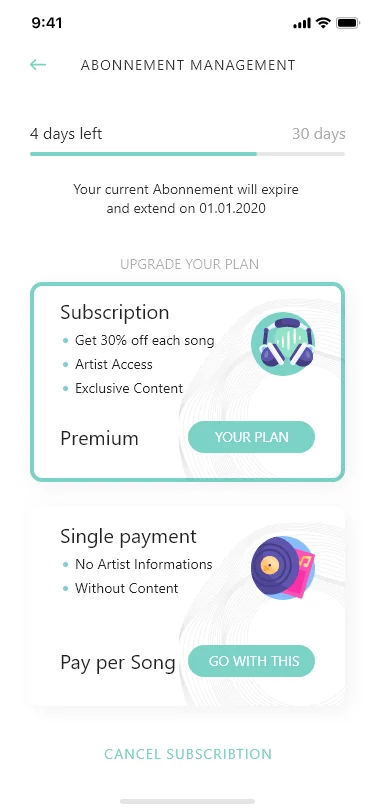 9:41
ABONNEMENT MANAGEMENT
4 days left
30 days
Your current Abonnement will expire
and extend on 01.01.2020
UPGRADE YOUR PLAN
Subscription
Get 30% off each song
Artist Access
Exclusive Content
Premium
YOUR PLAN
Single payment
No Artist Informations
Without Content
Pay per Song
GO WITH THIS
CANCEL SUBSCRIBTION